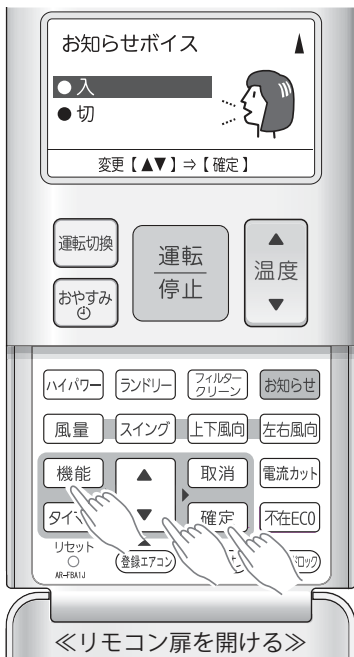 お知らせボイス
●入
●切
変更【▲▼】⇒【確定】
運転切換
運転
停止
▲
温度
▼
おやすみ
ハイパワー
ランドリー
フィルター
クリーン
お知らせ
風量
スイング
上下風向
左右風向
機能
▲
取消
電流カット
▼
確定
不在ECO
リセット
登録エアコン
AR-FBA1J
≪リモコン扉を開ける≫